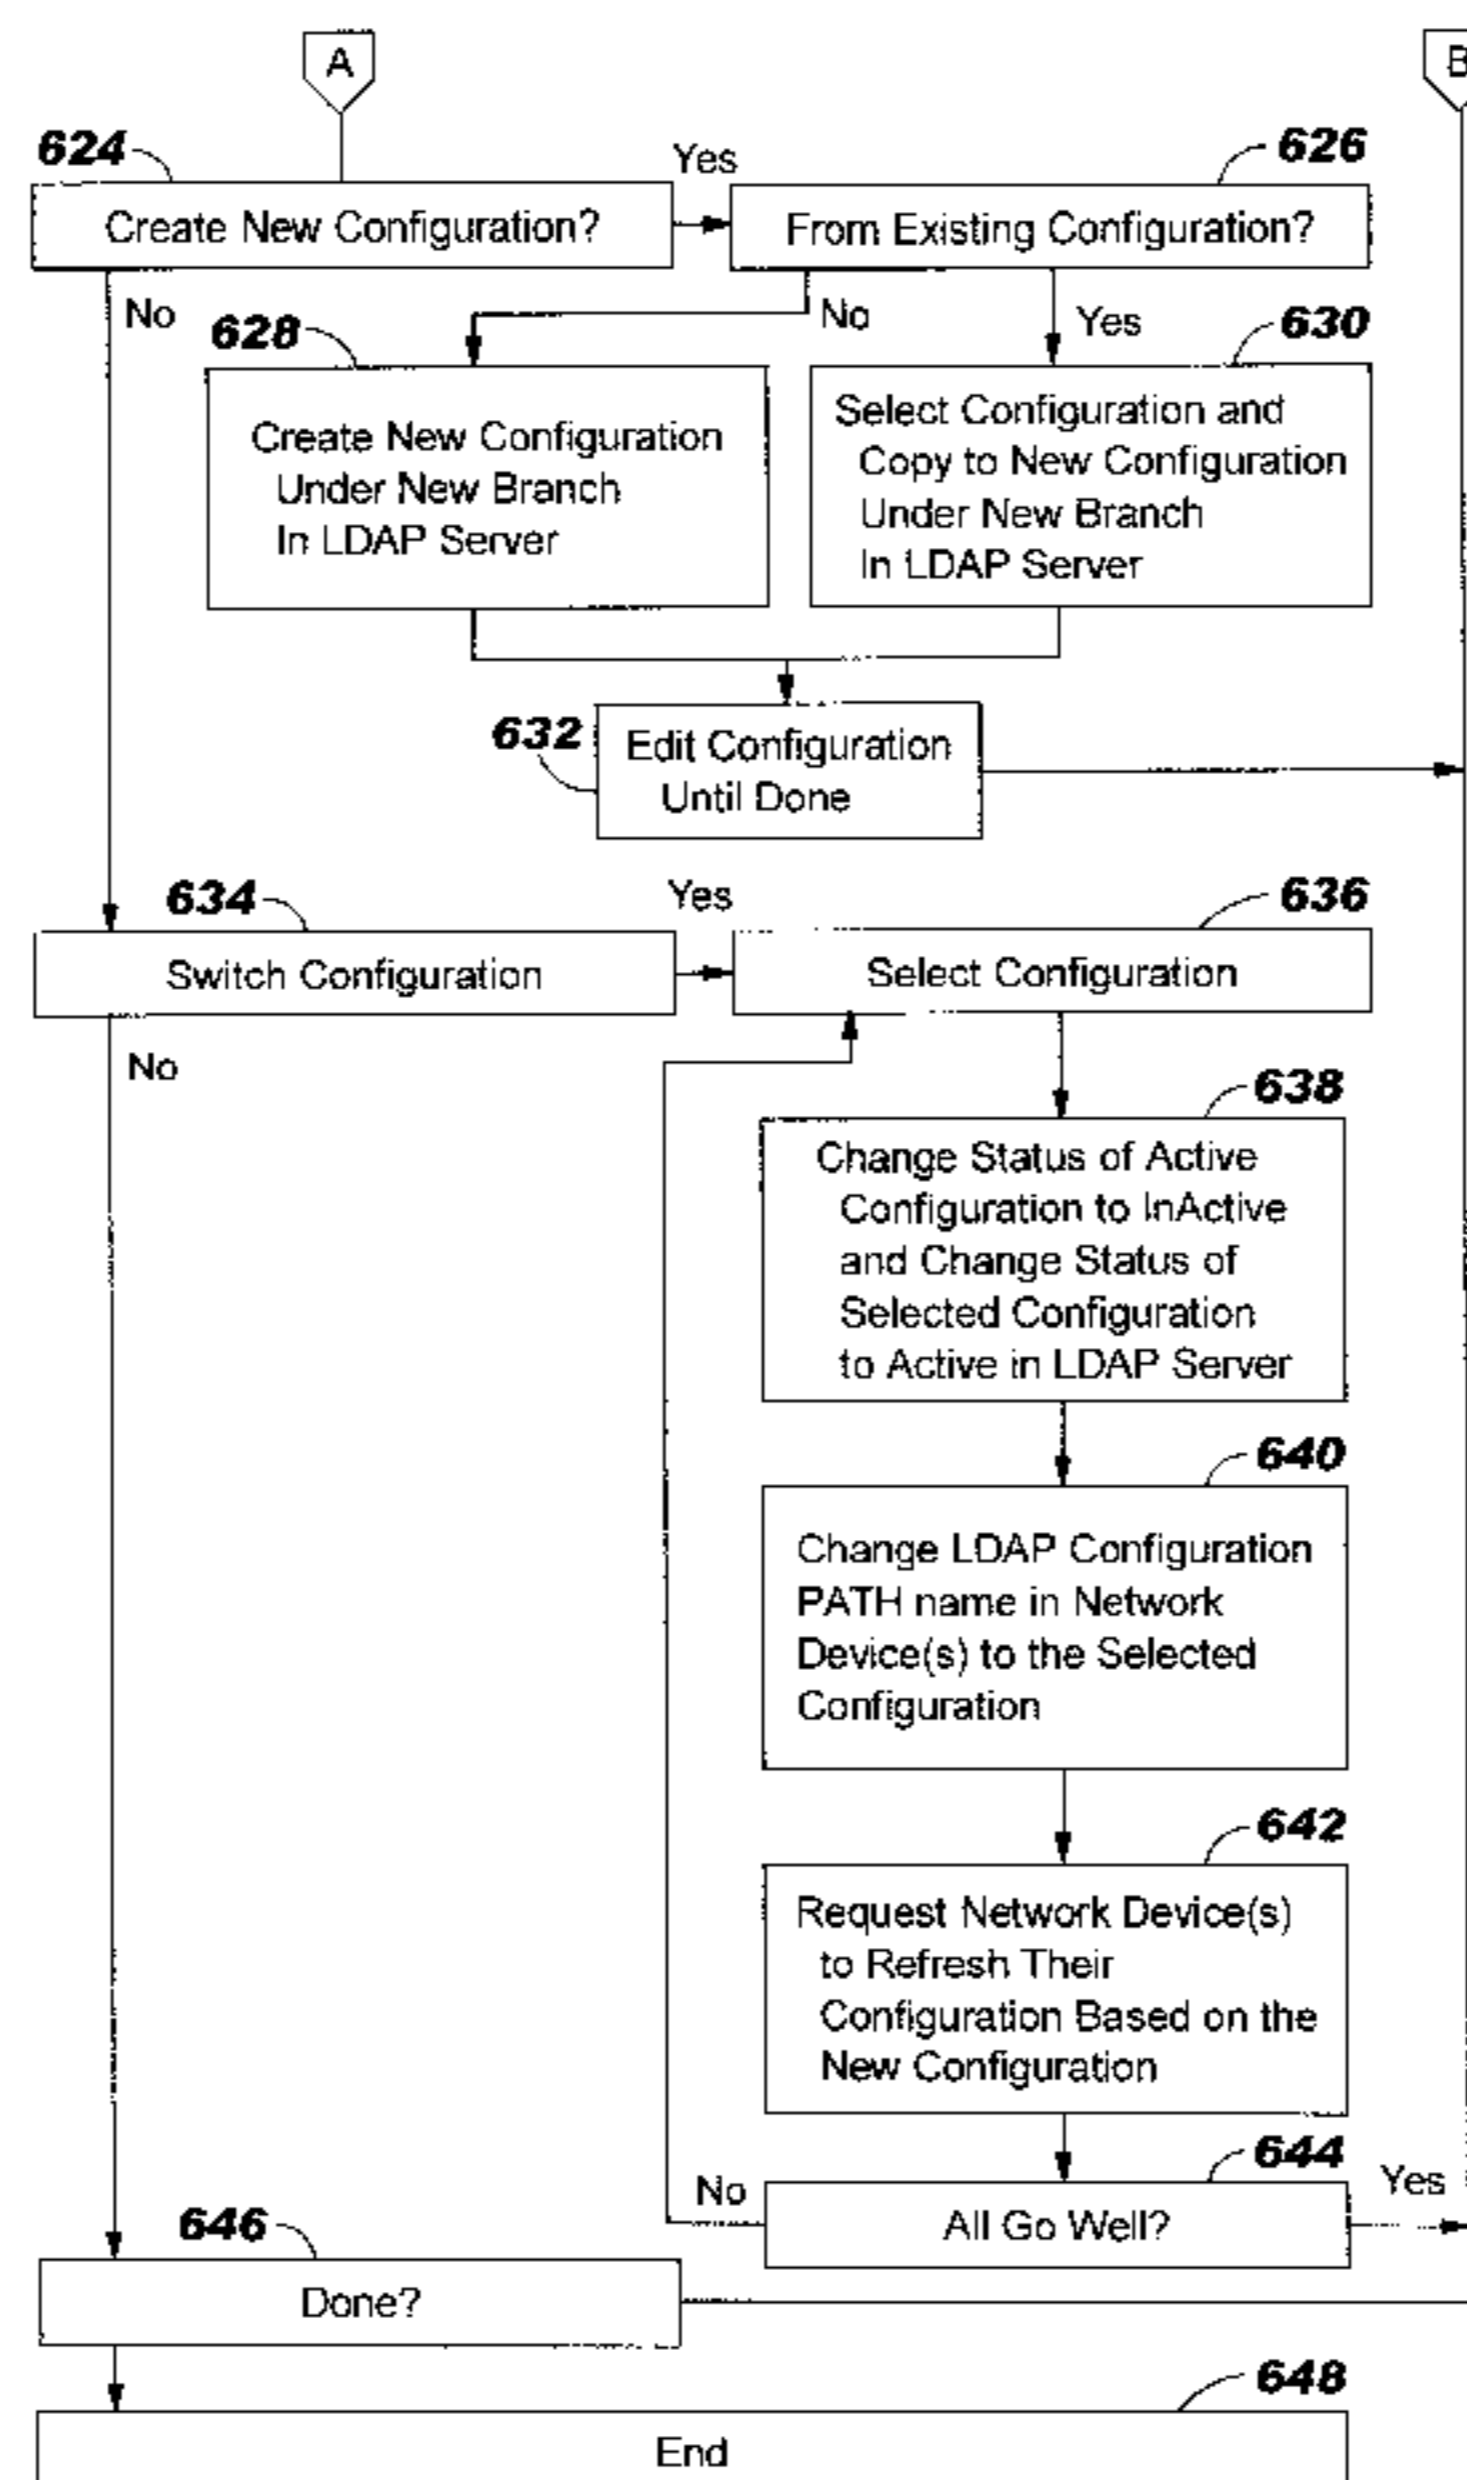 A
B
624
Yes
626
Create New Configuration?
From Existing Configuration?
No
628
No
Yes
630
Create New Configuration
Under New Branch
In LDAP Server
Select Configuration and
Copy to New Configuration
Under New Branch
In LDAP Server
632
Edit Configuration
Until Done
634
Yes
636
Switch Configuration
Select Configuration
No
638
Change Status of Active
Configuration to InActive
and Change Status of
Selected Configuration
to Active in LDAP Server
640
Change LDAP Configuration
PATH name in Network
Device(s) to the Selected
Configuration
642
Request Network Device(s)
to Refresh Their
Configuration Based on the
New Configuration
644
No
Yes
All Go Well?
646
Done?
648
End